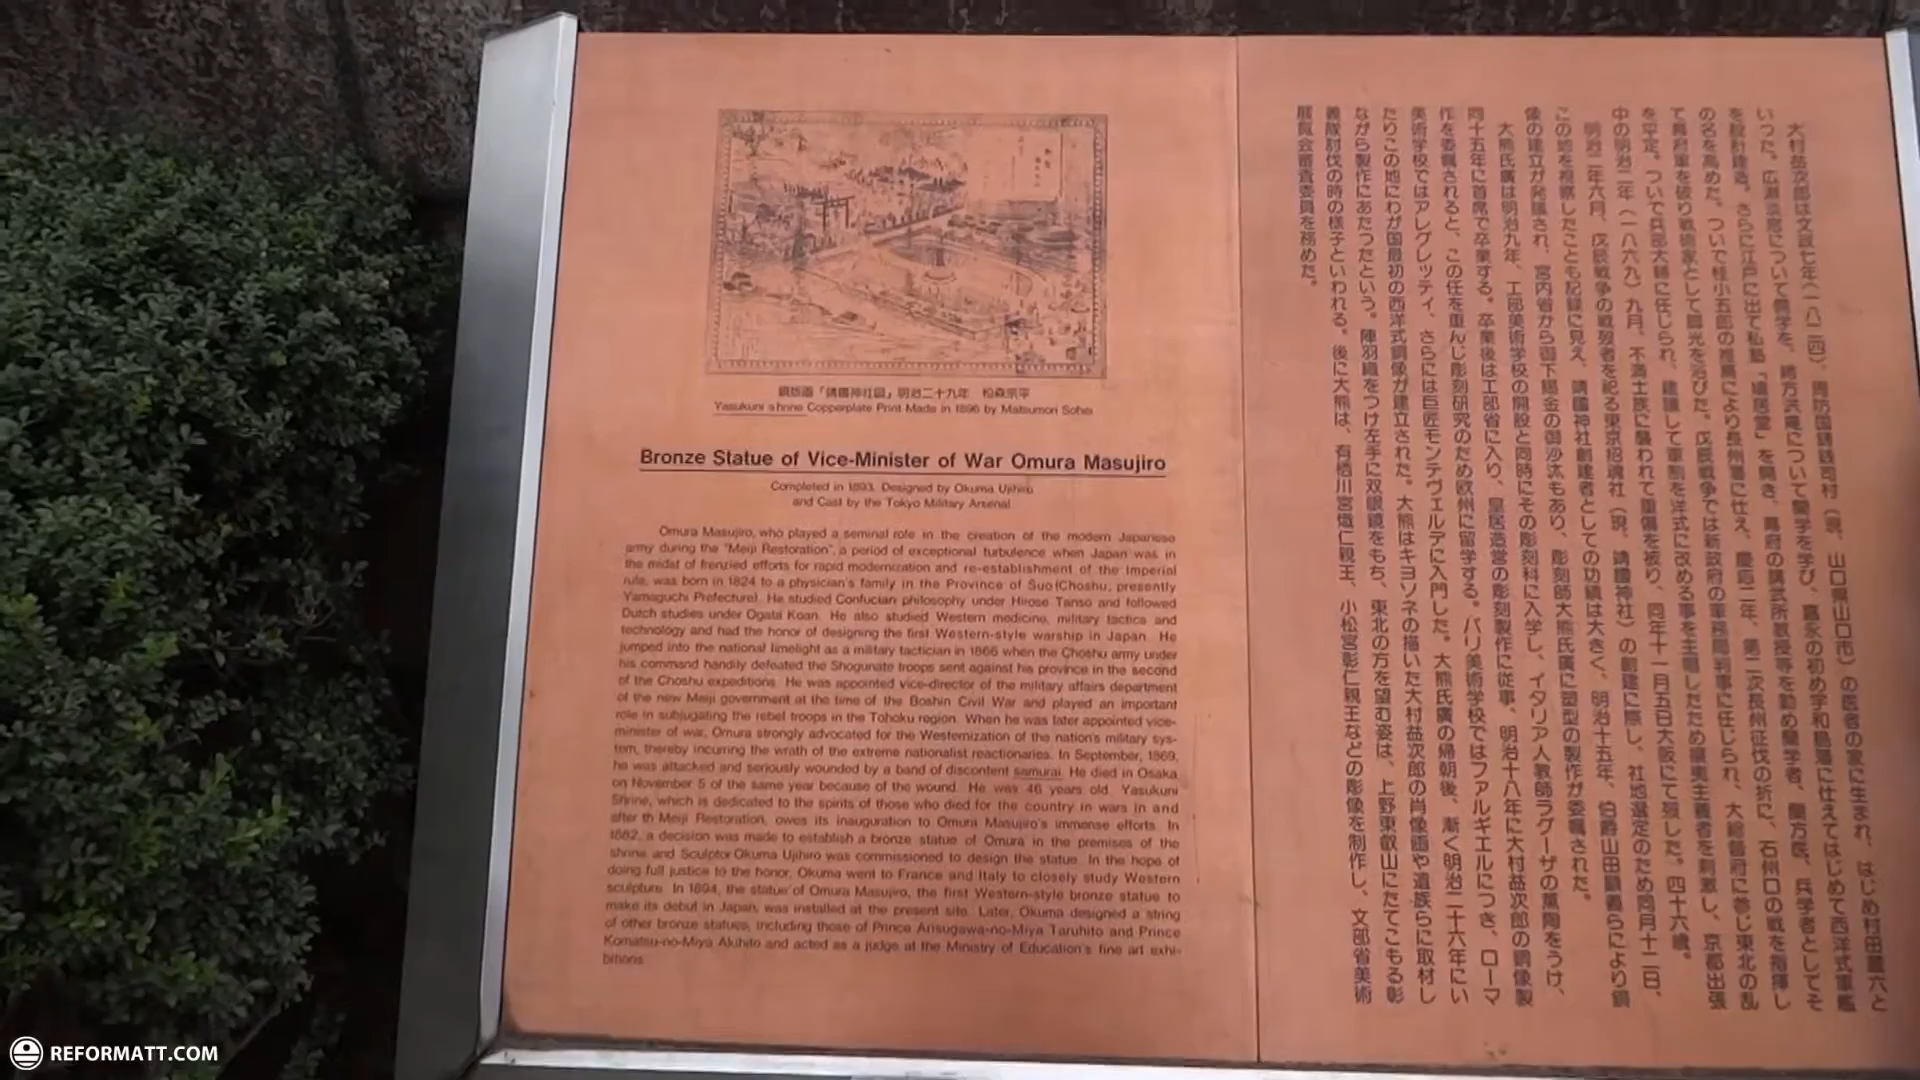 銅版画「靖國神社図」明治二十九年　松森宗平
Yasukuni shrine Copperplate Print Made in 1896 by Matsumori Sohei
Bronze Statue of Vice-Minister of War Omura Masujiro
Completed in 1893. Designed by Okuma Ujihiro
and Cast by the Tokyo Military Arsenal
Omura Masujiro, who played a seminal role in the creation of the modern Japanese
army during the "Meiji Restoration", a period of exceptional turbulence when Japan was in
the midst of frenzied efforts for rapid modernization and re-establishment of the Imperial
rule, was born in 1824 to a physician's family in the Province of Suo (Choshu, presently
Yamaguchi Prefecture). He studied Confucian philosophy under Hirose Tanso and followed
Dutch studies under Ogata Koan. He also studied Western medicine, military tactics and
technology and had the honor of designing the first Western-style warship in Japan. He
jumped into the national limelight as a military tactician in 1866 when the Choshu army under
his command handily defeated the Shogunate troops sent against his province in the second
of the Choshu expeditions. He was appointed vice-director of the military affairs department
of the new Meiji government at the time of the Boshin Civil War and played an important
role in subjugating the rebel troops in the Tohoku region. When he was later appointed vice-
minister of war, Omura strongly advocated for the Westernization of the nation's military sys-
tem, thereby incurring the wrath of the extreme nationalist reactionaries. In September, 1869,
he was attacked and seriously wounded by a band of discontent samurai. He died in Osaka
on November 5 of the same year because of the wound. He was 46 years old. Yasukuni
Shrine, which is dedicated to the spirits of those who died for the country in wars in and
after th Meiji Restoration, owes its inauguration to Omura Masujiro's immense efforts. In
1882, a decision was made to establish a bronze statue of Omura in the premises of the
shrine and Sculptor Okuma Ujihiro was commissioned to design the statue. In the hope of
doing full justice to the honor, Okuma went to France and Italy to closely study Western
sculpture. In 1894, the statue of Omura Masujiro, the first Western-style bronze statue to
make its debut in Japan, was installed at the present site. Later, Okuma designed a string
of other bronze statues, including those of Prince Arisugawa-no-Miya Taruhito and Prince
Komatsu-no-Miya Akihito and acted as a judge at the Ministry of Education's fine art exhi-
bitions.
大村益次郎は文政七年（一八二四）、周防国鋳銭司村（現、山口県山口市）の医者の家に生まれ、はじめ村田蔵六と
いった。広瀬淡窓について儒学を、緒方洪庵について蘭学を学び、嘉永の初め宇和島藩に仕えてはじめて西洋式軍艦
を設計建造。さらに江戸に出て私塾「鳩居堂」を開き、幕府の講武所教授等を勤め蘭学者、蘭方医、兵学者としてそ
の名を高めた。ついで桂小五郎の推薦により長州藩に仕え、慶応二年、第二次長州征伐の折に、石州口の戦を指揮し
て幕府軍を破り戦術家として脚光を浴びた。戊辰戦争では新政府の軍務局判事に任じられ、大総督府に参じ東北の乱
を平定。ついで兵部大輔に任じられ、建議して軍制を洋式に改める事を主唱したため攘夷主義者を刺激し、京都出張
中の明治二年（一八六九）九月、不満士族に襲われて重傷を被り、同年十一月五日大阪にて歿した。四十六歳。
明治二年六月、戊辰戦争の戦歿者を祀る東京招魂社（現、靖國神社）の創建に際し、社地選定のため同月十二日、
この地を視察したことも記録に見え、靖國神社創建者としての功績は大きく、明治十五年、伯爵山田顕義らにより銅
像の建立が発議され、宮内省から御下賜金の御沙汰もあり、彫刻師大熊氏廣に塑型の製作が委嘱された。
大熊氏廣は明治九年、工部美術学校の開設と同時にその彫刻科に入学し、イタリア人教師ラグーザの薫陶をうけ、
同十五年に首席で卒業する。卒業後は工部省に入り、皇居造営の彫刻製作に従事、明治十八年に大村益次郎の銅像製
作を委嘱されると、この任を重んじ彫刻研究のため欧州に留学する。パリ美術学校ではファルギエルにつき、ローマ
美術学校ではアレグレッティ、さらには巨匠モンテヴェルデに入門した。大熊氏廣の帰朝後、漸く明治二十六年にい
たりこの地にわが国最初の西洋式銅像が建立された。大熊はキヨソネの描いた大村益次郎の肖像画や遺族らに取材し
ながら製作にあたったという。陣羽織をつけ左手に双眼鏡をもち、東北の方を望む姿は、上野東叡山にたてこもる彰
義隊討伐の時の様子といわれる。後に大熊は、有栖川宮熾仁親王、小松宮彰仁親王などの彫像を制作し、文部省美術
展覧会審査委員を務めた。
REFORMATT.COM